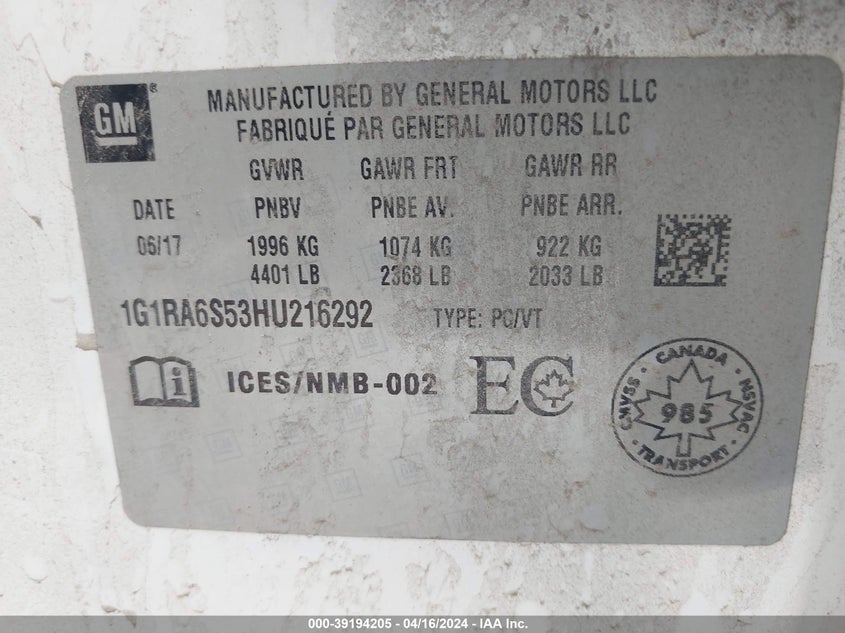 GM ®
MANUFACTURED BY GENERAL MOTORS LLC
FABRIQUÉ PAR GENERAL MOTORS LLC
GVWR GAWR FRT GAWR RR
DATE PNBV PNBE AV. PNBE ARR.
06/17 1996 KG 1074 KG 922 KG
4401 LB 2368 LB 2033 LB
1G1RA6S53HU216292 TYPE: PC/VT
i ICES/NMB-002 EC
CANADA
CMVSS NSVAC
985
TRANSPORT
000-39194205 - 04/16/2024 - IAA Inc.